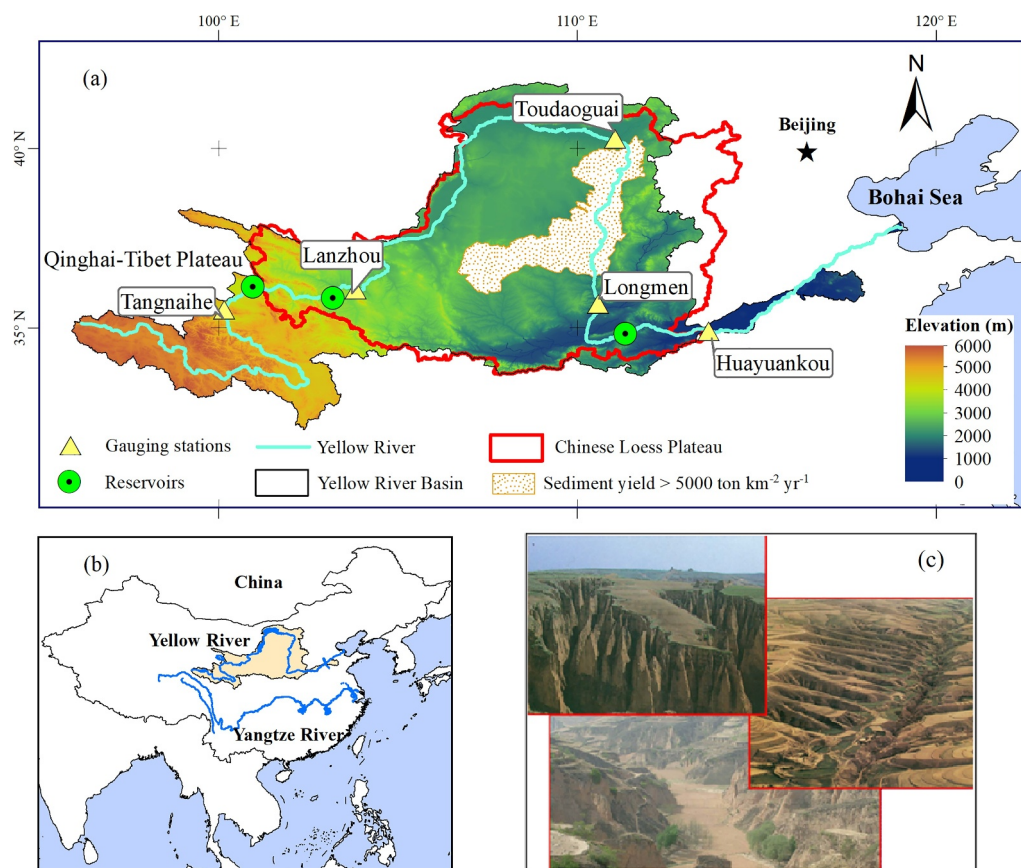 100° E
110° E
120° E
(a)
N
Toudaoguai
Beijing
40° N
Bohai Sea
Qinghai-Tibet Plateau
Lanzhou
Tangnaihe
Longmen
35° N
Elevation (m)
Huayuankou
6000
5000
4000
3000
2000
1000
0
Gauging stations
Yellow River
Chinese Loess Plateau
Reservoirs
Yellow River Basin
Sediment yield > 5000 ton km⁻² yr⁻¹
(b)
China
Yellow River
Yangtze River
(c)